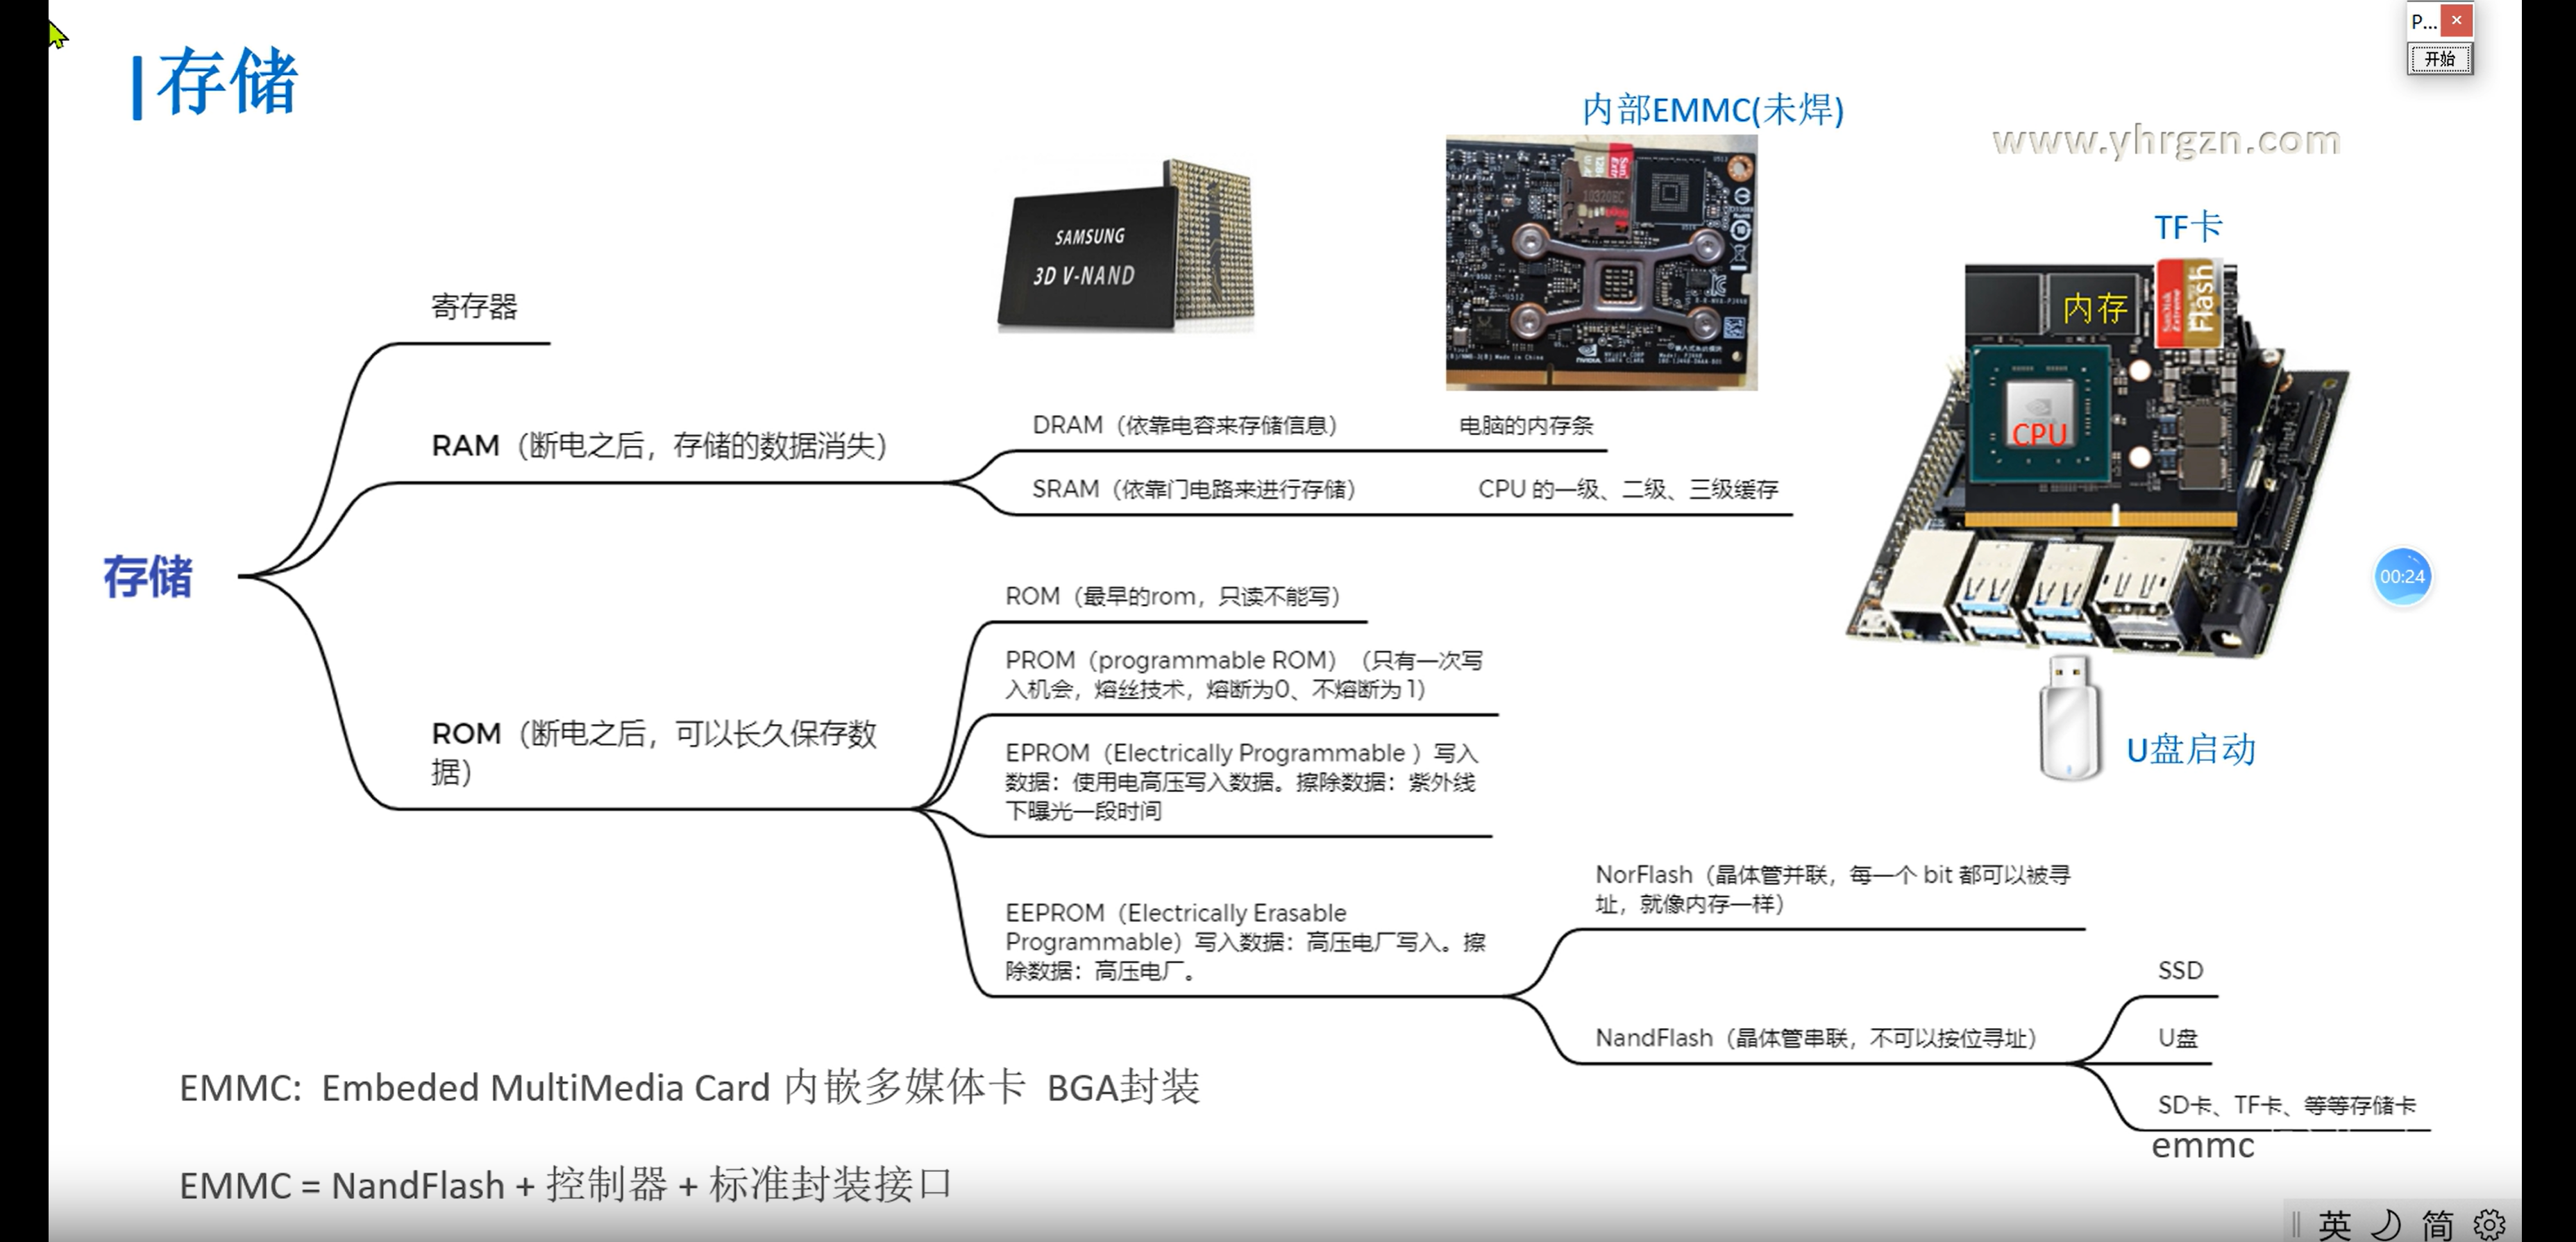 存储
P...
开始
内部EMMC(未焊)
www.yhrgzn.com
SAMSUNG
3D V-NAND
TF卡
内存
SanDisk
Extreme
Flash
CPU
寄存器
RAM（断电之后，存储的数据消失）
DRAM（依靠电容来存储信息）
电脑的内存条
SRAM（依靠门电路来进行存储）
CPU 的一级、二级、三级缓存
存储
00:24
ROM（最早的rom，只读不能写）
PROM（programmable ROM）（只有一次写
入机会，熔丝技术，熔断为0、不熔断为 1）
ROM（断电之后，可以长久保存数
据）
EPROM（Electrically Programmable ）写入
数据：使用电高压写入数据。擦除数据：紫外线
下曝光一段时间
U盘启动
EEPROM（Electrically Erasable
Programmable）写入数据：高压电厂写入。擦
除数据：高压电厂。
NorFlash（晶体管并联，每一个 bit 都可以被寻
址，就像内存一样）
NandFlash（晶体管串联，不可以按位寻址）
SSD
U盘
SD卡、TF卡、等等存储卡
emmc
EMMC:  Embeded MultiMedia Card 内嵌多媒体卡  BGA封装
EMMC = NandFlash + 控制器 + 标准封装接口
英
简